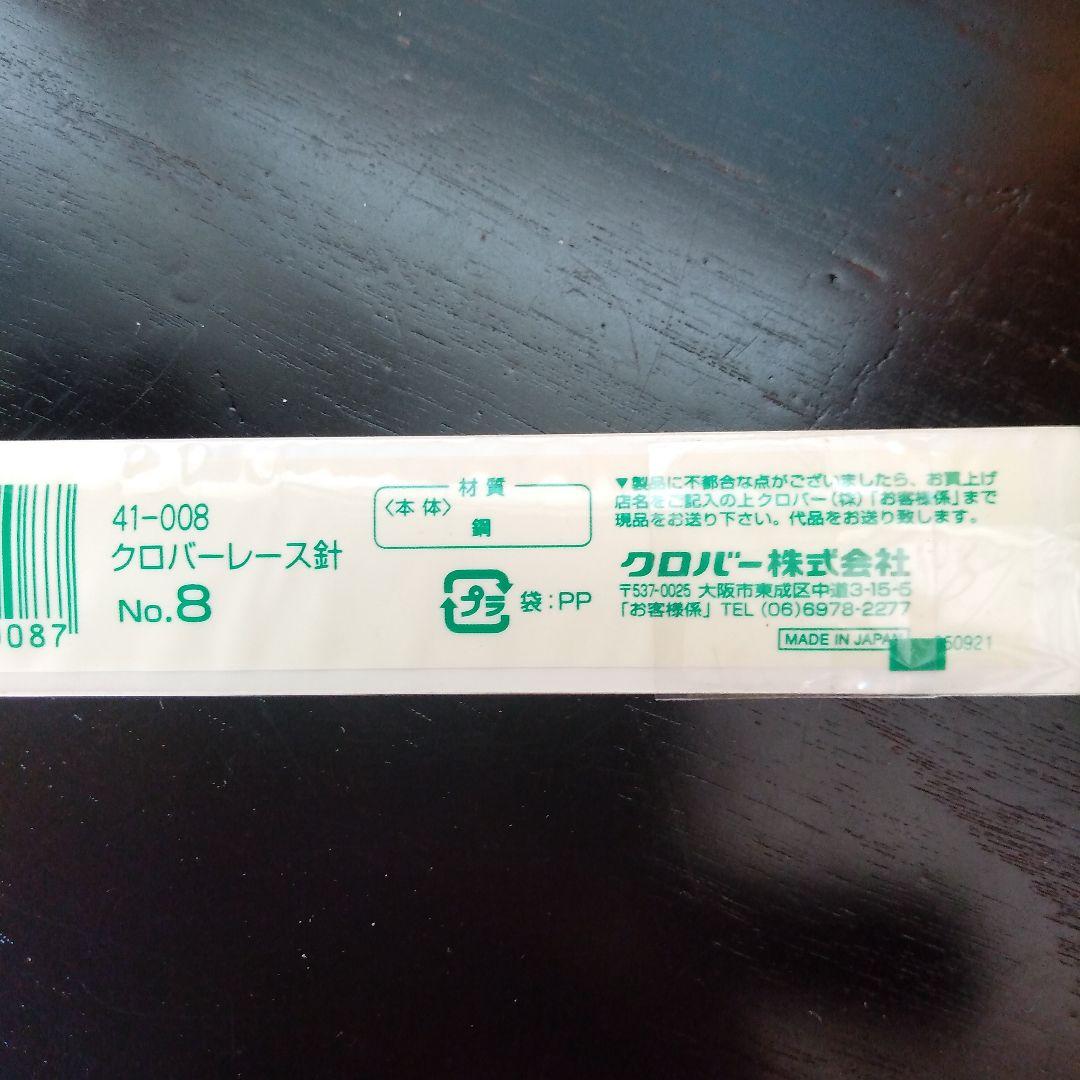 0087
41-008
クロバーレース針
No.8
材質
〈本体〉
鋼
プラ 袋:PP
▼製品に不都合な点がございましたら、お買上げ
店名をご記入の上クロバー(株)「お客様係」まで
現品をお送り下さい。代品をお送り致します。
クロバー株式会社
〒537-0025 大阪市東成区中道3-15-5
「お客様係」 TEL (06)6978-2277
MADE IN JAPAN
50921